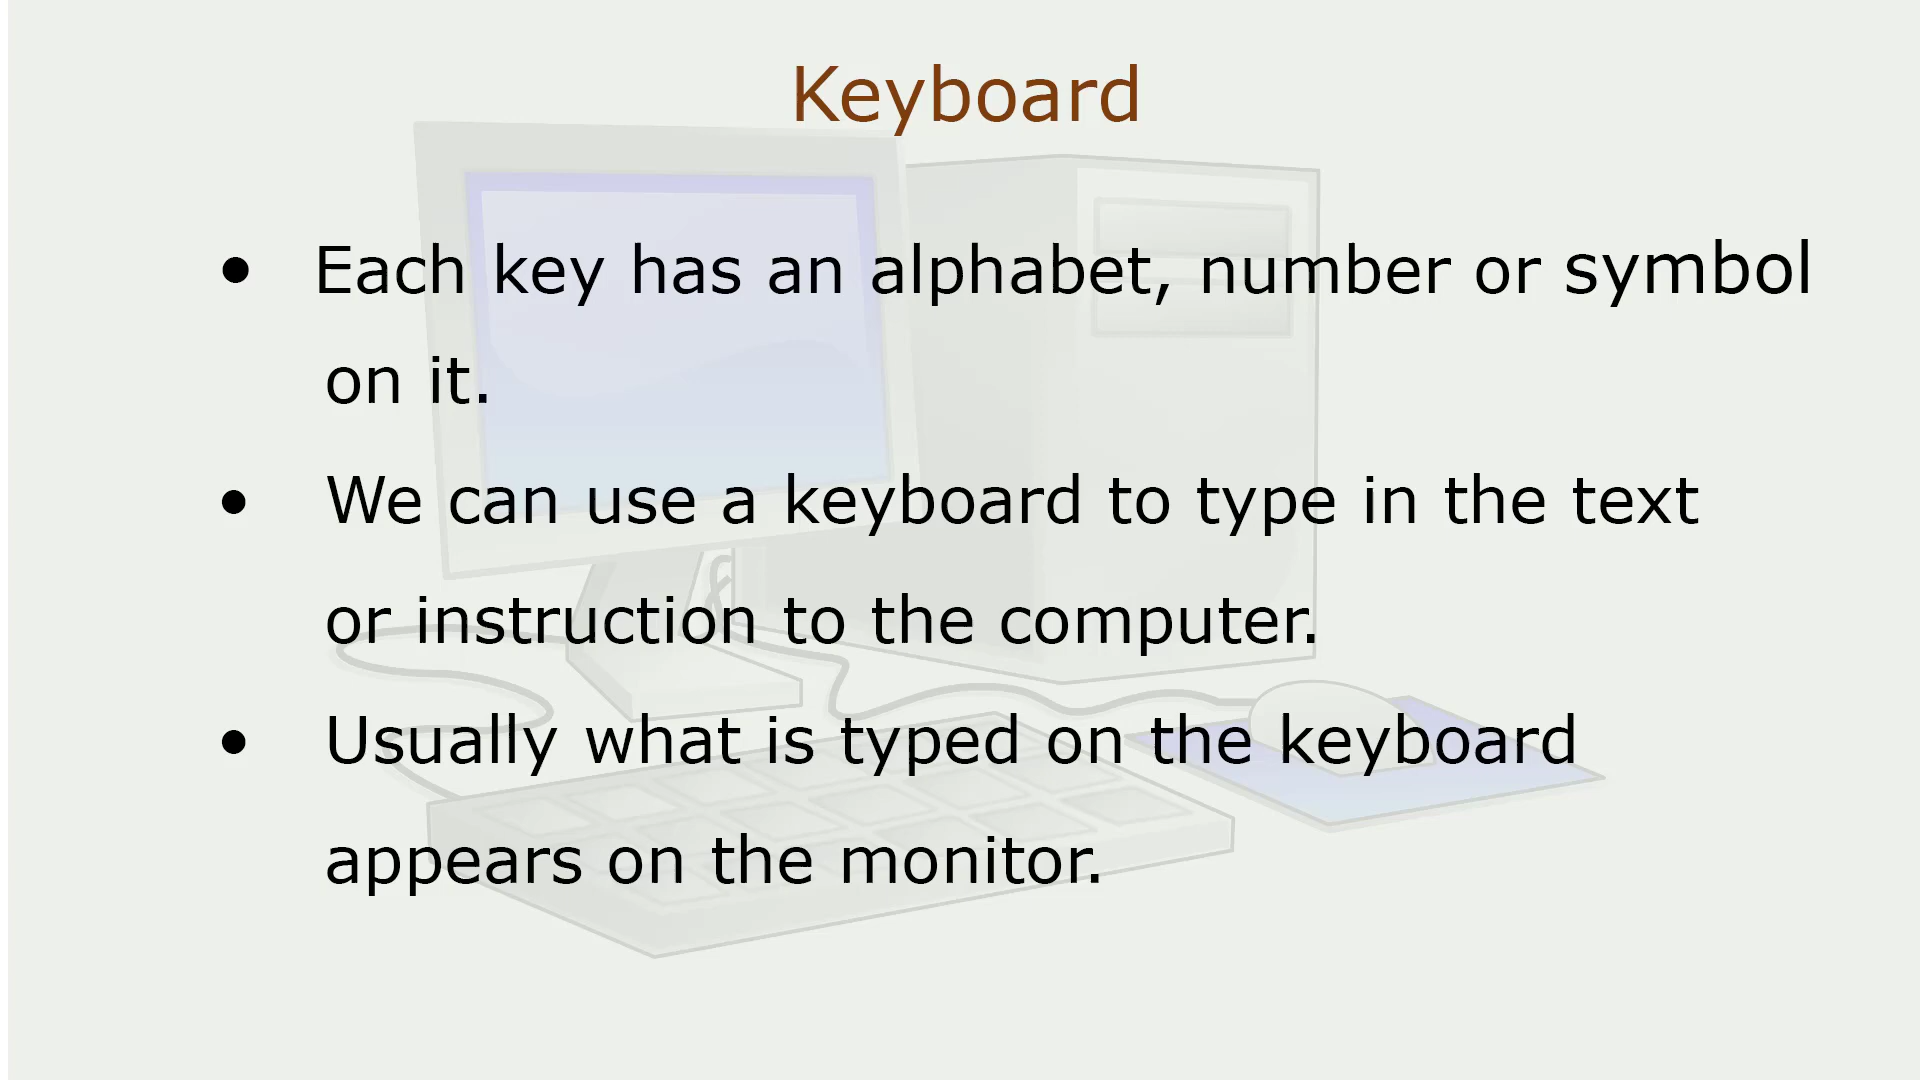 Keyboard
• Each key has an alphabet, number or symbol
on it.
• We can use a keyboard to type in the text
or instruction to the computer.
• Usually what is typed on the keyboard
appears on the monitor.